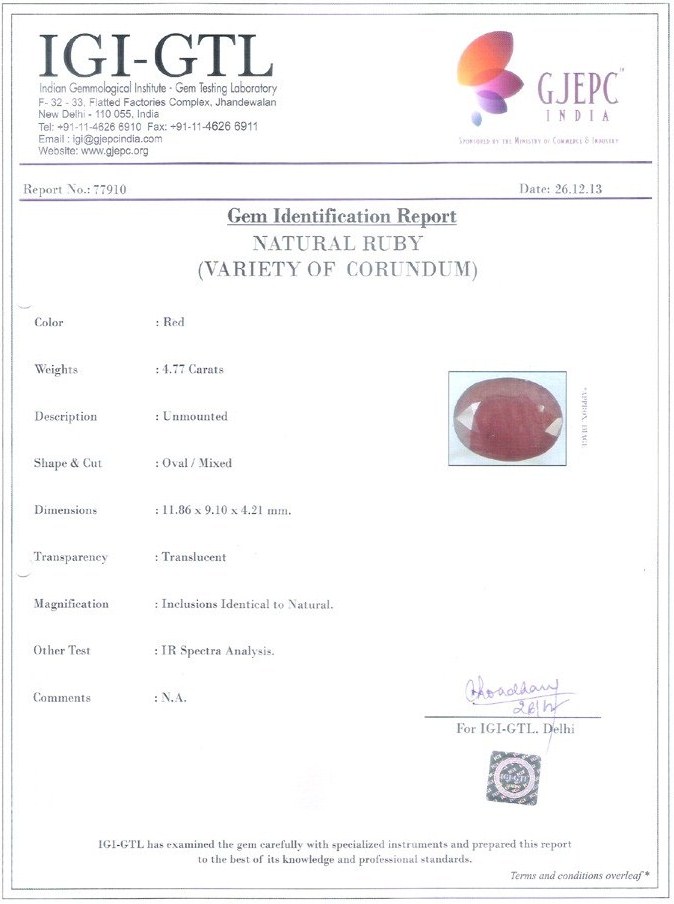 IGI-GTL
Indian Gemmological Institute - Gem Testing Laboratory
F- 32 - 33, Flatted Factories Complex, Jhandewalan
New Delhi - 110 055, India
Tel: +91-11-4626 6910 Fax: +91-11-4626 6911
Email : igi@gjepcindia.com
Website: www.gjepc.org
GJEPC™
INDIA
SPONSORED BY THE MINISTRY OF COMMERCE & INDUSTRY
Report No.: 77910 Date: 26.12.13
Gem Identification Report
NATURAL RUBY
(VARIETY OF CORUNDUM)
Color : Red
Weights : 4.77 Carats
Description : Unmounted
Shape & Cut : Oval / Mixed
Dimensions : 11.86 x 9.10 x 4.21 mm.
Transparency : Translucent
Magnification : Inclusions Identical to Natural.
Other Test : IR Spectra Analysis.
Comments : N.A.
For IGI-GTL. Delhi
IGI-GTL
IGI-GTL has examined the gem carefully with specialized instruments and prepared this report
to the best of its knowledge and professional standards.
Terms and conditions overleaf *